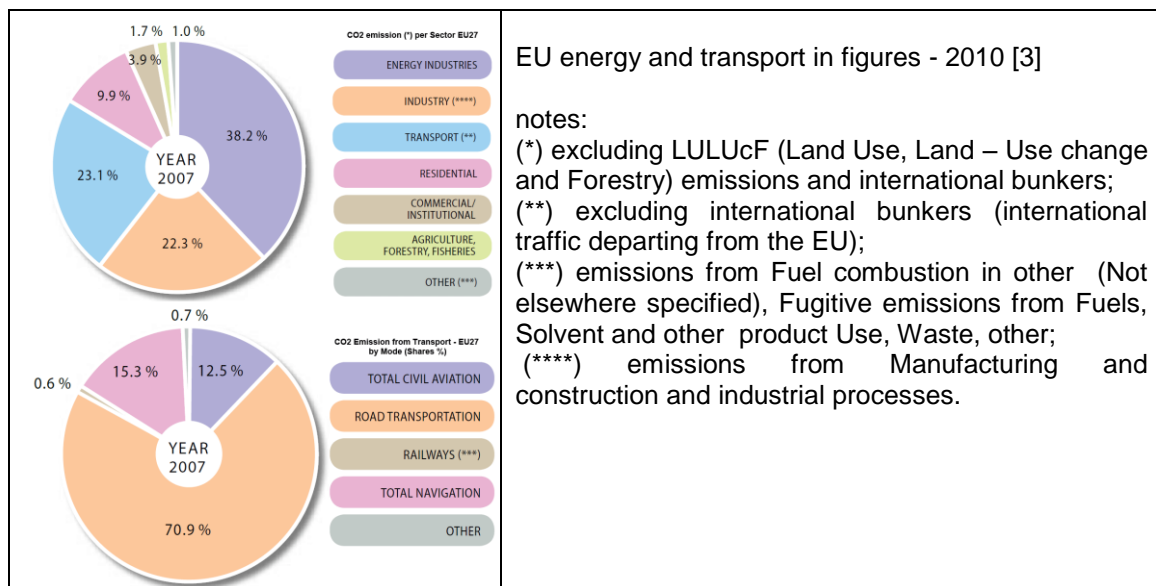 1.7 % 1.0 %
3.9 %
9.9 %
38.2 %
23.1 %
22.3 %
YEAR
2007
CO2 emission (*) per Sector EU27
ENERGY INDUSTRIES
INDUSTRY (****)
TRANSPORT (**)
RESIDENTIAL
COMMERCIAL/
INSTITUTIONAL
AGRICULTURE,
FORESTRY, FISHERIES
OTHER (***)
0.7 %
15.3 %
12.5 %
0.6 %
YEAR
2007
70.9 %
CO2 Emission from Transport - EU27
by Mode (Shares %)
TOTAL CIVIL AVIATION
ROAD TRANSPORTATION
RAILWAYS (***)
TOTAL NAVIGATION
OTHER
EU energy and transport in figures - 2010 [3]
notes:
(*) excluding LULUcF (Land Use, Land – Use change
and Forestry) emissions and international bunkers;
(**) excluding international bunkers (international
traffic departing from the EU);
(***) emissions from Fuel combustion in other (Not
elsewhere specified), Fugitive emissions from Fuels,
Solvent and other product Use, Waste, other;
(****) emissions from Manufacturing and
construction and industrial processes.